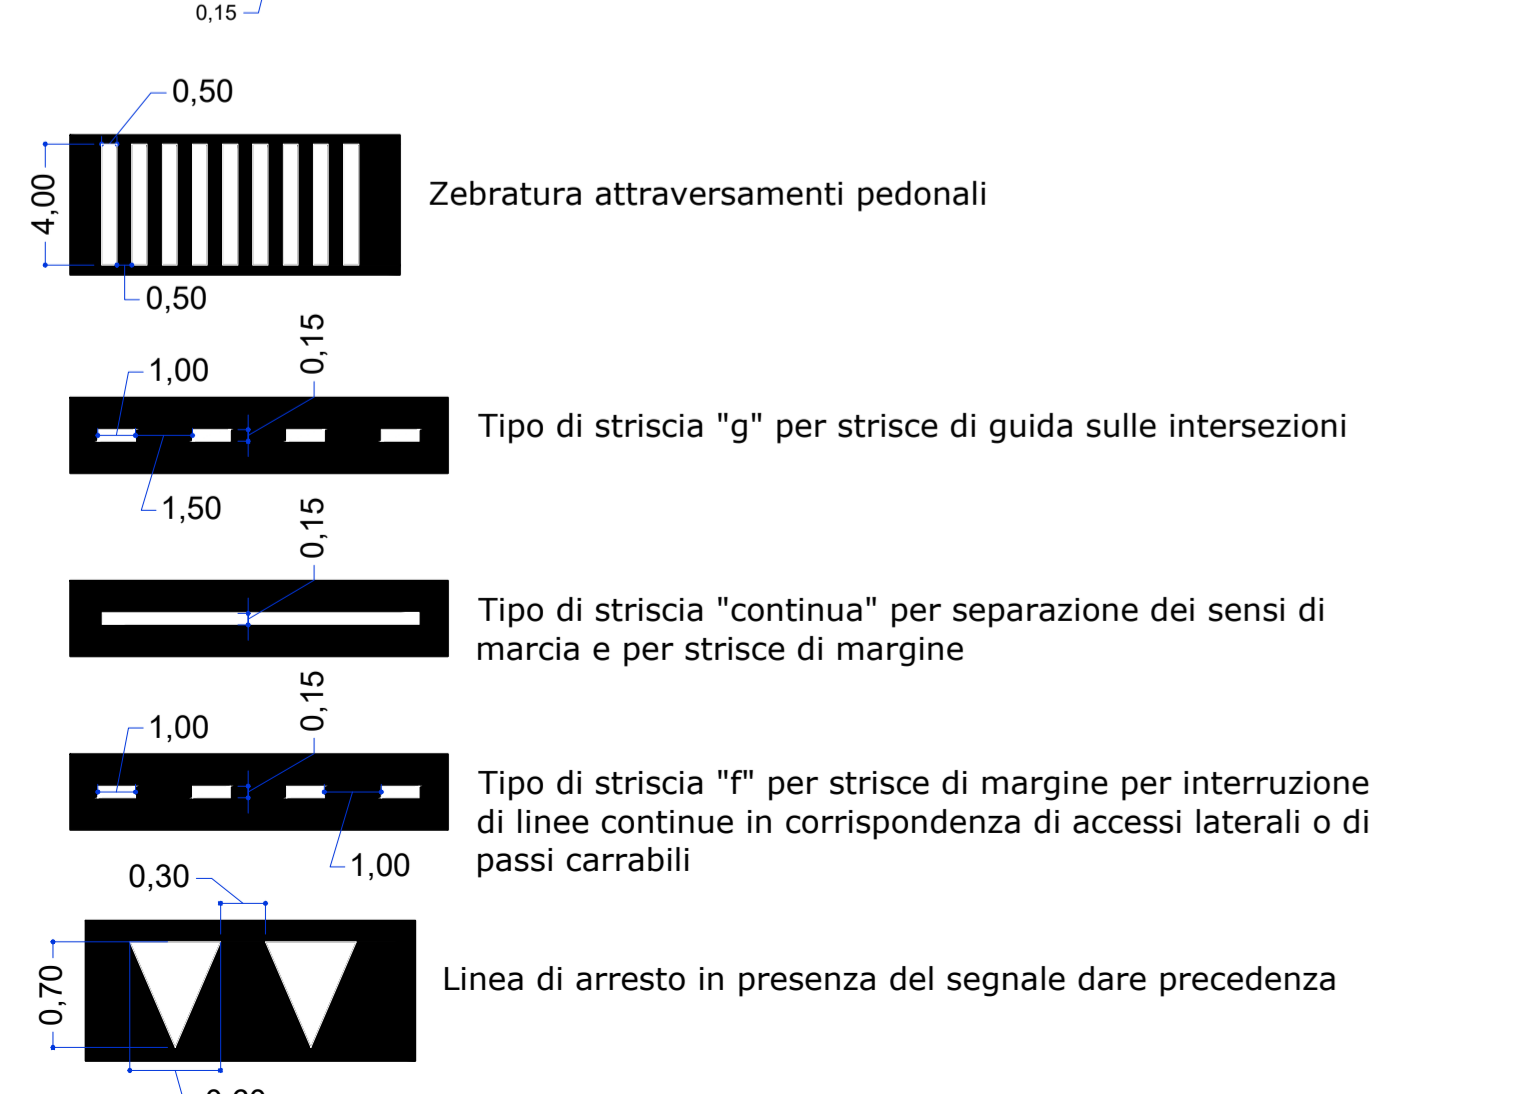 0,15
0,50
4,00
Zebratura attraversamenti pedonali
0,50
0,15
1,00
Tipo di striscia "g" per strisce di guida sulle intersezioni
1,50
0,15
Tipo di striscia "continua" per separazione dei sensi di
marcia e per strisce di margine
0,15
1,00
Tipo di striscia "f" per strisce di margine per interruzione
di linee continue in corrispondenza di accessi laterali o di
passi carrabili
1,00
0,30
0,70
Linea di arresto in presenza del segnale dare precedenza